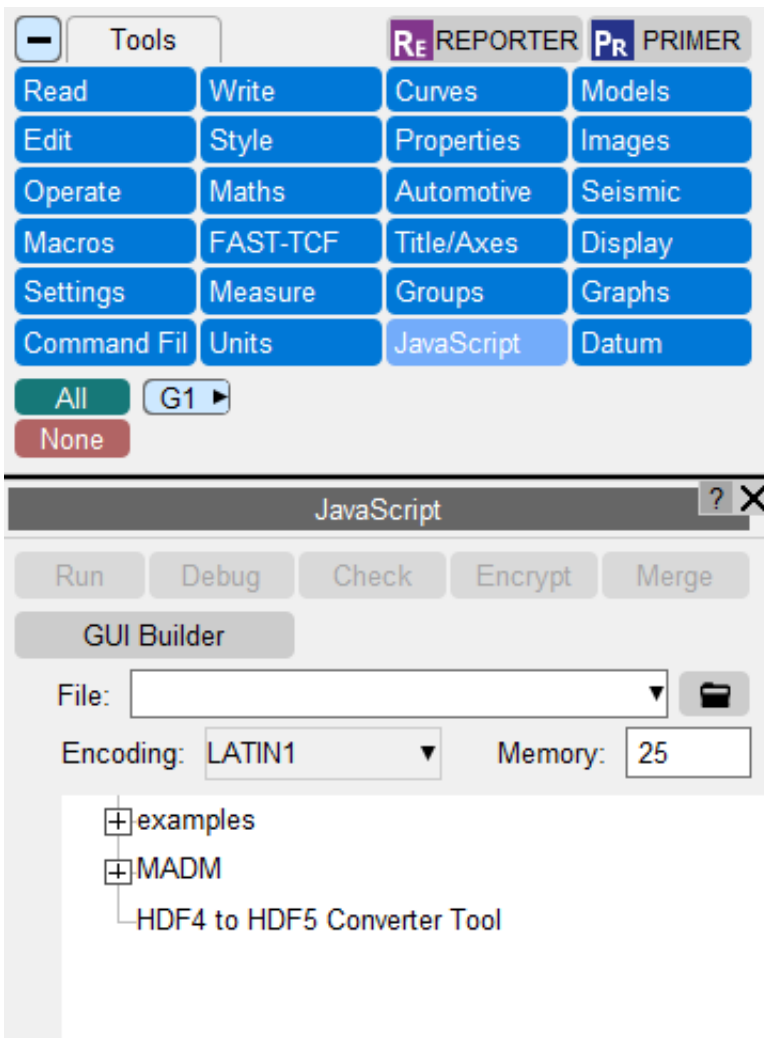 Tools RE REPORTER PR PRIMER
Read Write Curves Models
Edit Style Properties Images
Operate Maths Automotive Seismic
Macros FAST-TCF Title/Axes Display
Settings Measure Groups Graphs
Command Fil Units JavaScript Datum
All G1
None
JavaScript ?
Run Debug Check Encrypt Merge
GUI Builder
File:
Encoding: LATIN1 Memory: 25
examples
MADM
HDF4 to HDF5 Converter Tool